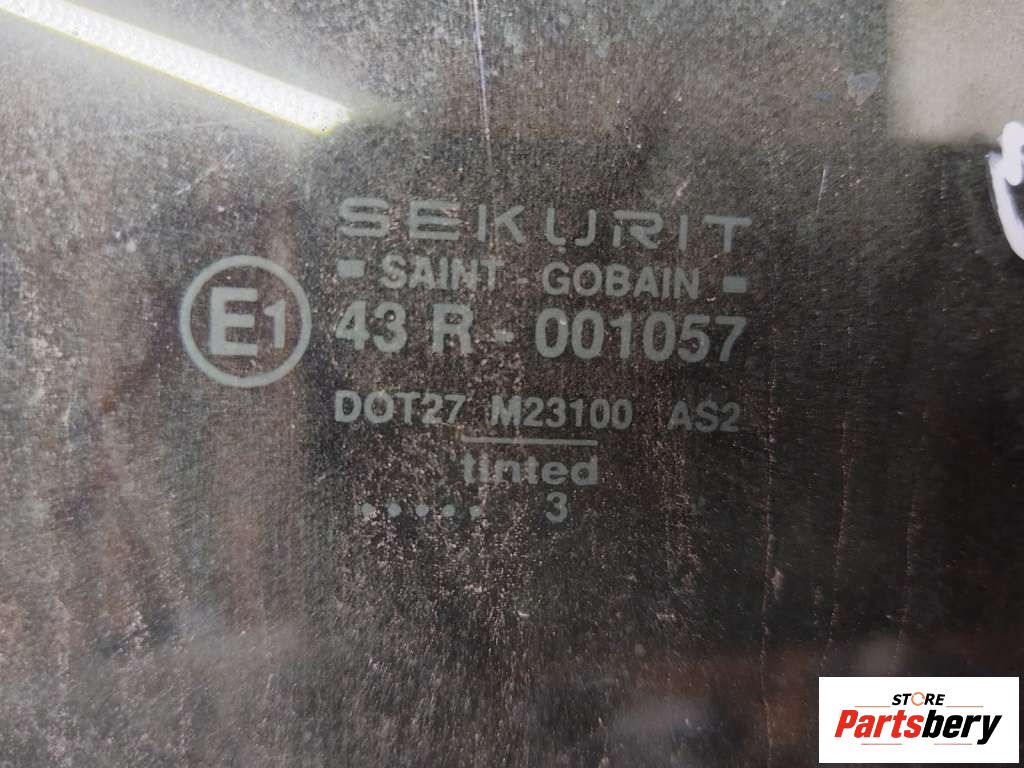 SEKURIT
SAINT - GOBAIN
E1
43 R - 001057
DOT27 M23100 AS2
tinted
..... 3
STORE
Partsbery